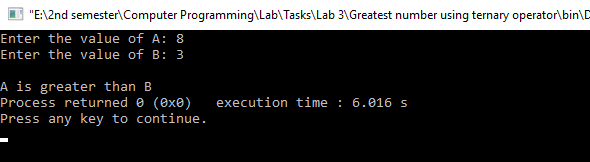 "E:\2nd semester\Computer Programming\Lab\Tasks\Lab 3\Greatest number using ternary operator\bin\D
Enter the value of A: 8
Enter the value of B: 3
A is greater than B
Process returned 0 (0x0)   execution time : 6.016 s
Press any key to continue.